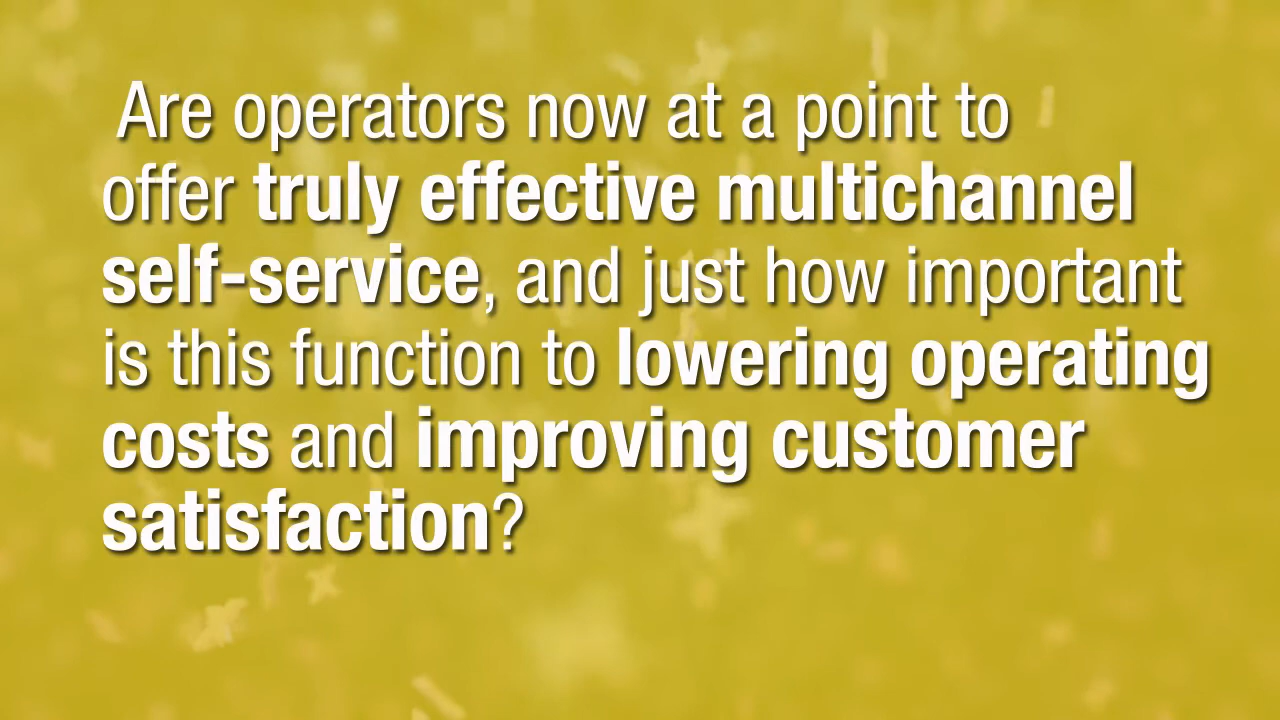 Are operators now at a point to
offer truly effective multichannel
self-service, and just how important
is this function to lowering operating
costs and improving customer
satisfaction?